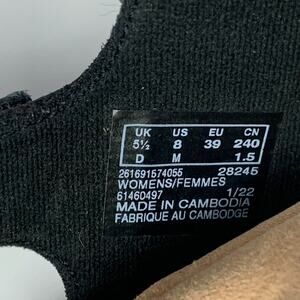 UK US EU CN
5½ 8 39 240
D M 1.5
261691574055 28245
WOMENS/FEMMES
61460497 1/22
MADE IN CAMBODIA
FABRIQUE AU CAMBODGE